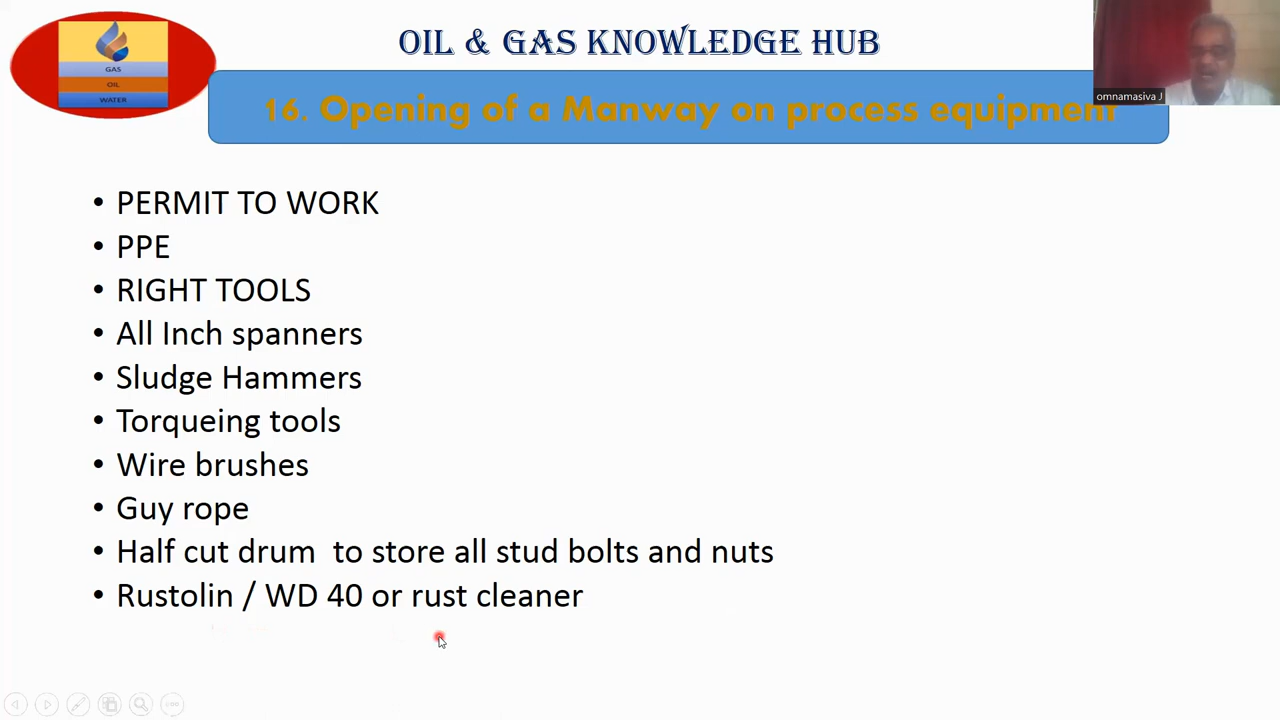 OIL & GAS KNOWLEDGE HUB
GAS
OIL
WATER
omnamasiva J
16. Opening of a Manway on process equipment
• PERMIT TO WORK
• PPE
• RIGHT TOOLS
• All Inch spanners
• Sludge Hammers
• Torqueing tools
• Wire brushes
• Guy rope
• Half cut drum  to store all stud bolts and nuts
• Rustolin / WD 40 or rust cleaner